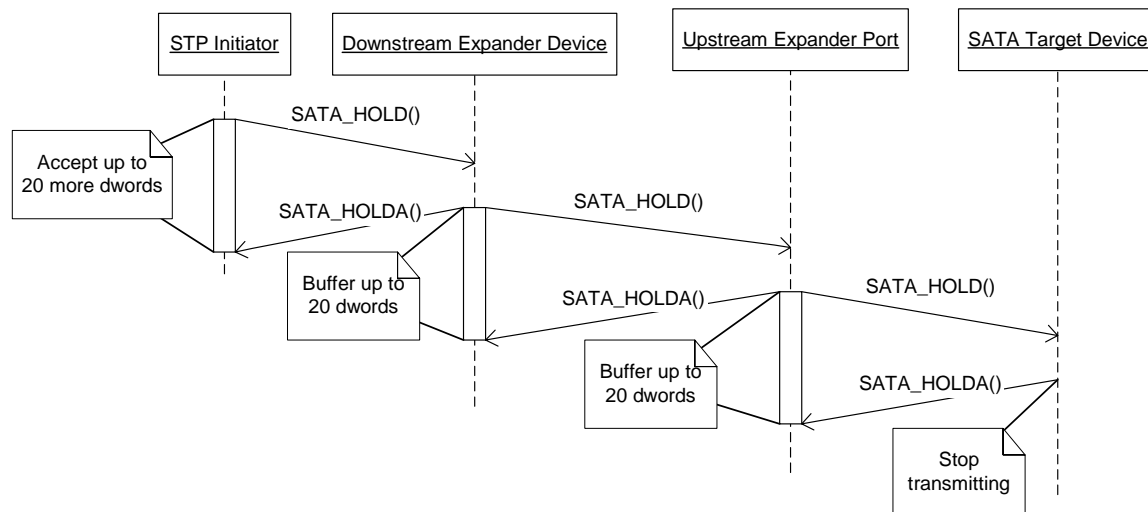 STP Initiator
Downstream Expander Device
Upstream Expander Port
SATA Target Device
SATA_HOLD()
Accept up to
20 more dwords
SATA_HOLDA()
SATA_HOLD()
Buffer up to
20 dwords
SATA_HOLDA()
SATA_HOLD()
Buffer up to
20 dwords
SATA_HOLDA()
Stop
transmitting